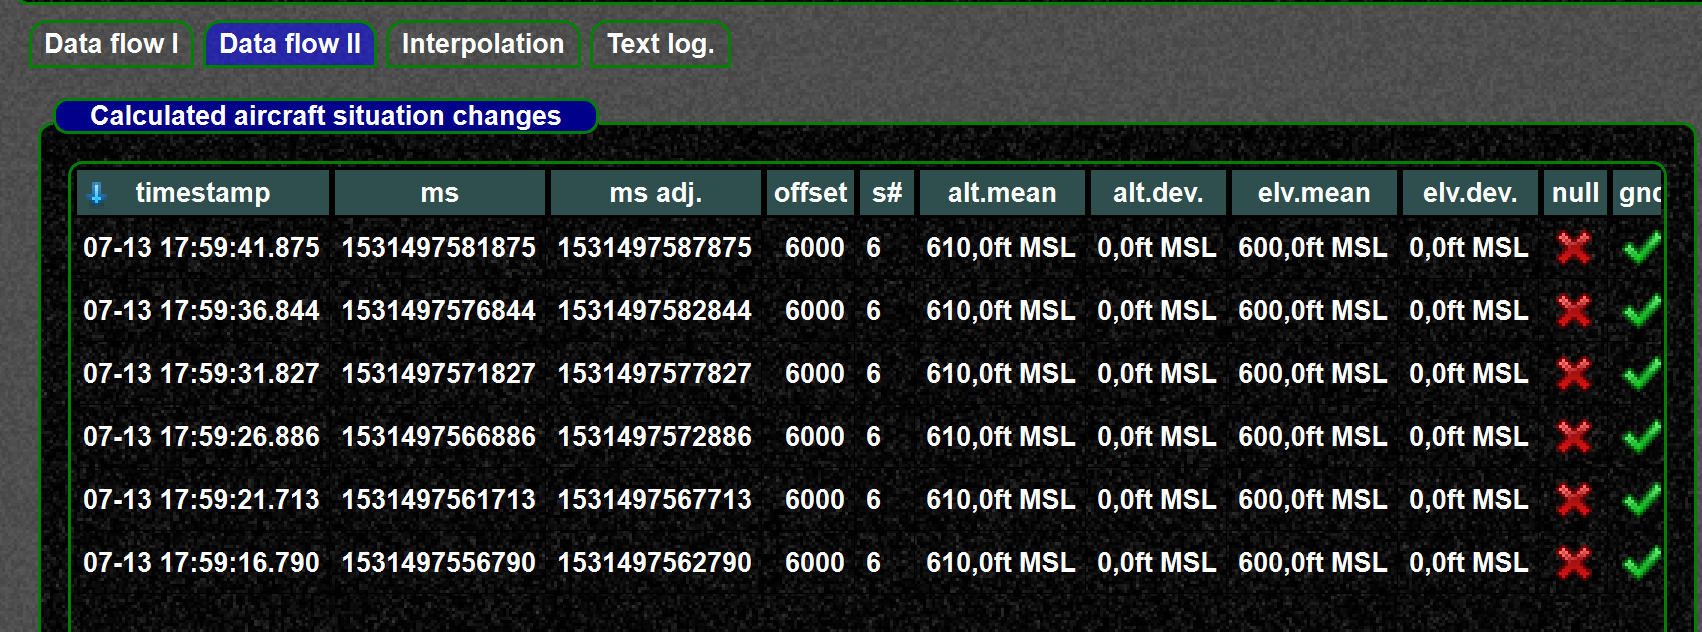 Data flow I Data flow II Interpolation Text log.
Calculated aircraft situation changes
timestamp ms ms adj. offset s# alt.mean alt.dev. elv.mean elv.dev. null gnd
07-13 17:59:41.875 1531497581875 1531497587875 6000 6 610,0ft MSL 0,0ft MSL 600,0ft MSL 0,0ft MSL
07-13 17:59:36.844 1531497576844 1531497582844 6000 6 610,0ft MSL 0,0ft MSL 600,0ft MSL 0,0ft MSL
07-13 17:59:31.827 1531497571827 1531497577827 6000 6 610,0ft MSL 0,0ft MSL 600,0ft MSL 0,0ft MSL
07-13 17:59:26.886 1531497566886 1531497572886 6000 6 610,0ft MSL 0,0ft MSL 600,0ft MSL 0,0ft MSL
07-13 17:59:21.713 1531497561713 1531497567713 6000 6 610,0ft MSL 0,0ft MSL 600,0ft MSL 0,0ft MSL
07-13 17:59:16.790 1531497556790 1531497562790 6000 6 610,0ft MSL 0,0ft MSL 600,0ft MSL 0,0ft MSL